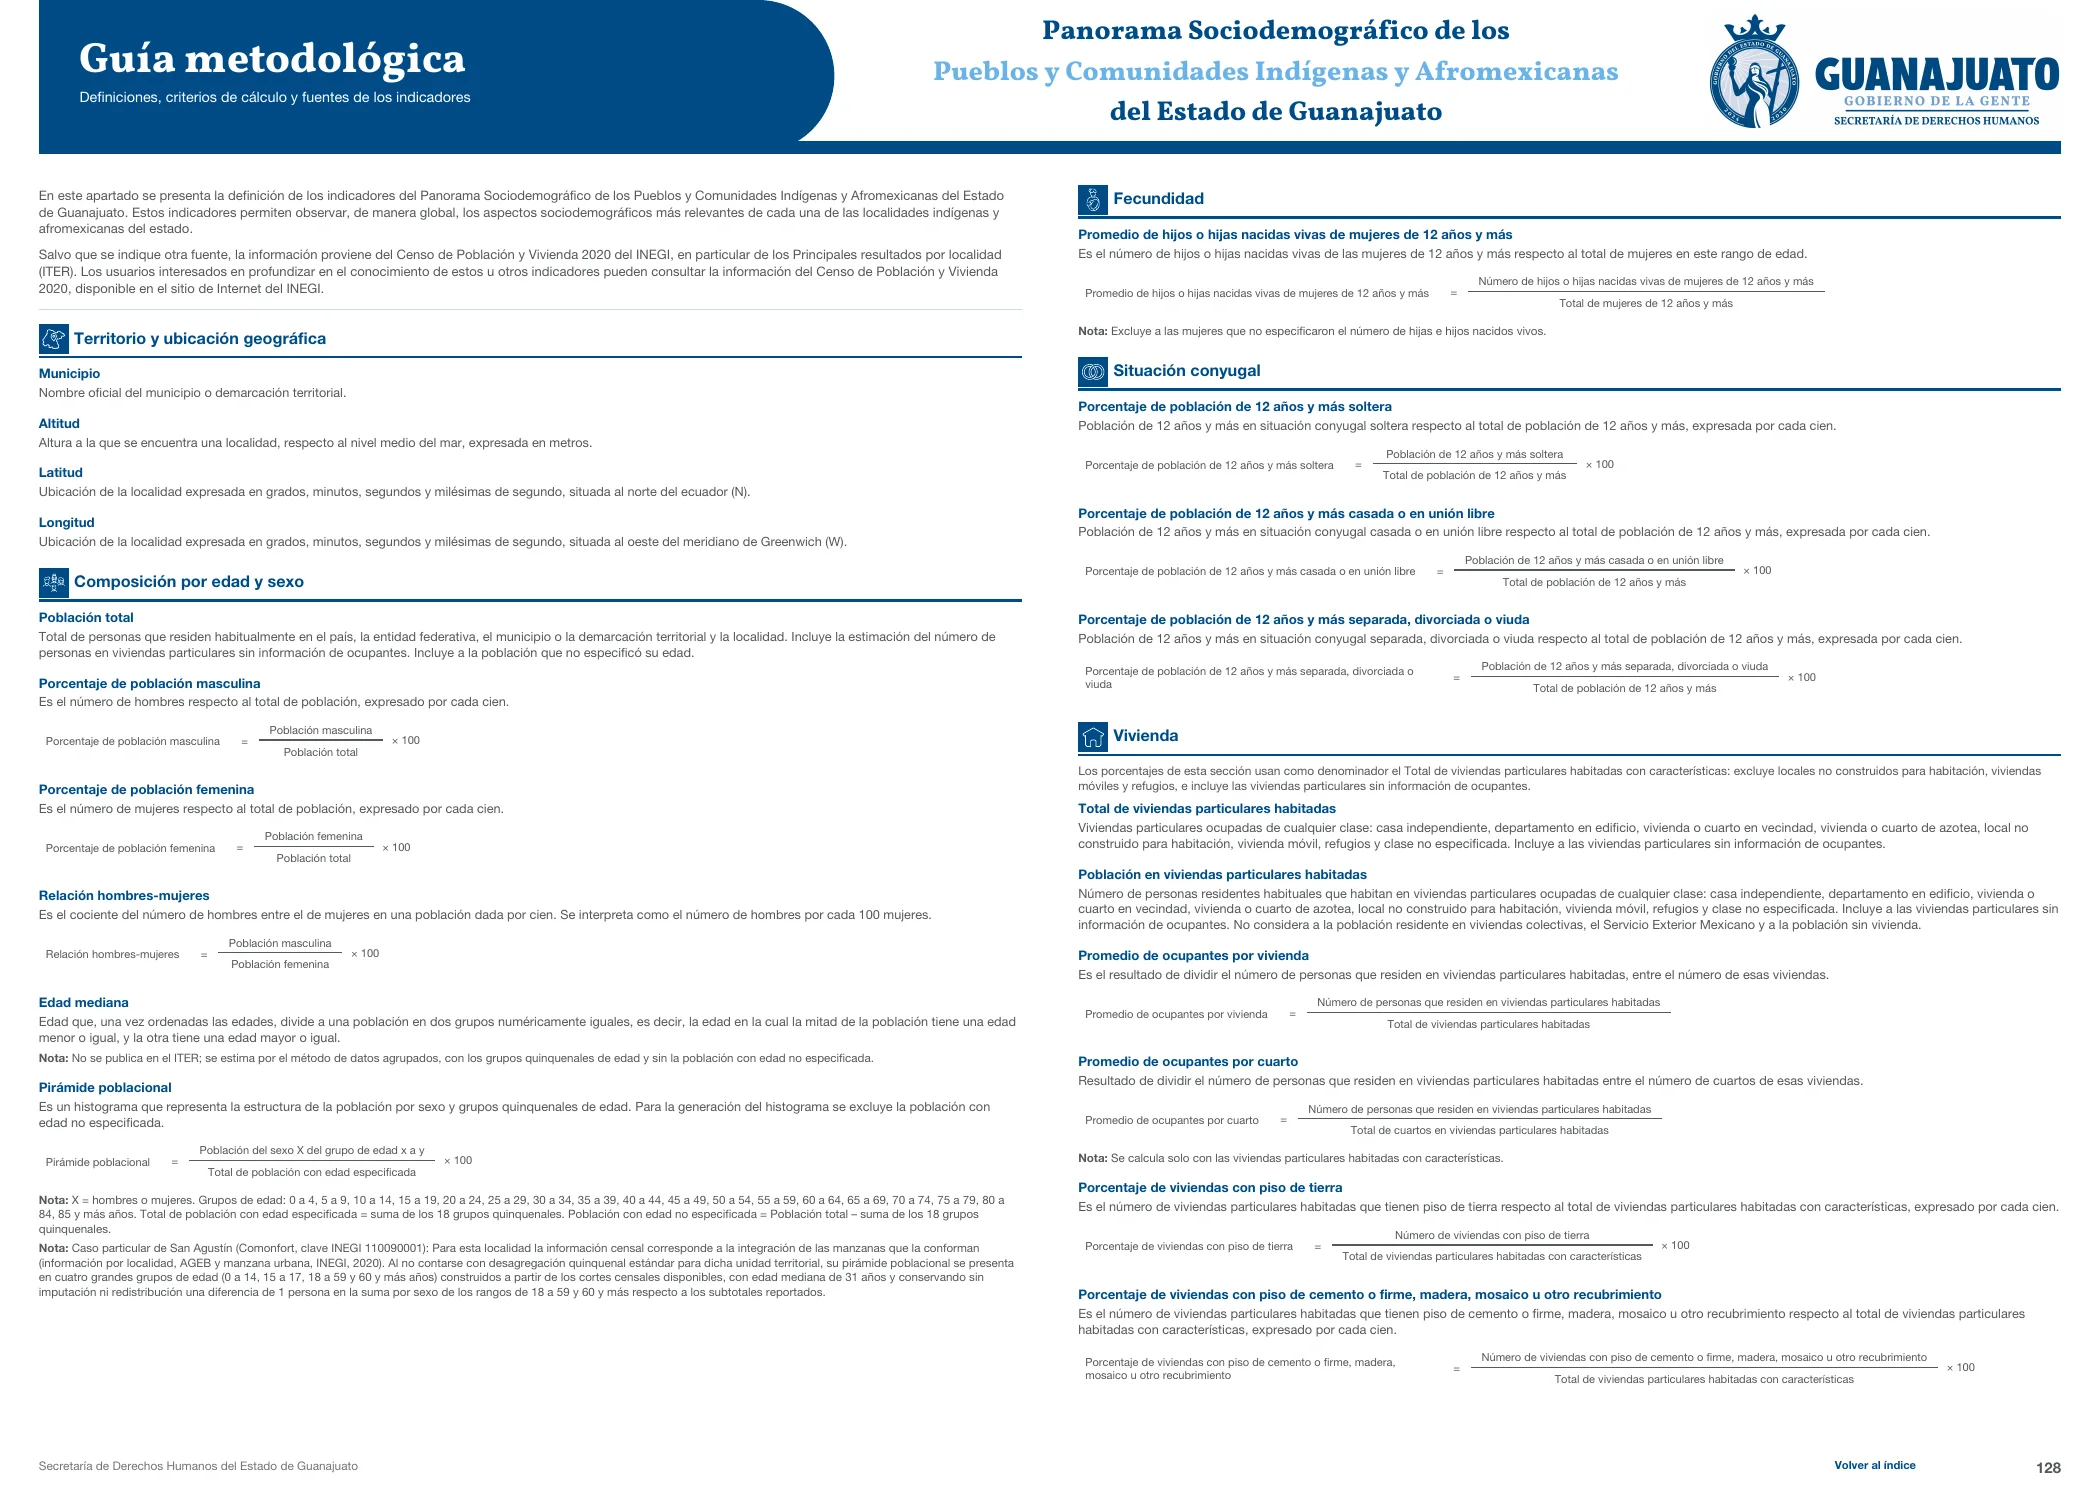 Guía metodológica
Definiciones, criterios de cálculo y fuentes de los indicadores
Panorama Sociodemográfico de los
Pueblos y Comunidades Indígenas y Afromexicanas
del Estado de Guanajuato
GUANAJUATO
GOBIERNO DE LA GENTE
SECRETARÍA DE DERECHOS HUMANOS
En este apartado se presenta la definición de los indicadores del Panorama Sociodemográfico de los Pueblos y Comunidades Indígenas y Afromexicanas del Estado
de Guanajuato. Estos indicadores permiten observar, de manera global, los aspectos sociodemográficos más relevantes de cada una de las localidades indígenas y
afromexicanas del estado.
Salvo que se indique otra fuente, la información proviene del Censo de Población y Vivienda 2020 del INEGI, en particular de los Principales resultados por localidad
(ITER). Los usuarios interesados en profundizar en el conocimiento de estos u otros indicadores pueden consultar la información del Censo de Población y Vivienda
2020, disponible en el sitio de Internet del INEGI.
Territorio y ubicación geográfica
Municipio
Nombre oficial del municipio o demarcación territorial.
Altitud
Altura a la que se encuentra una localidad, respecto al nivel medio del mar, expresada en metros.
Latitud
Ubicación de la localidad expresada en grados, minutos, segundos y milésimas de segundo, situada al norte del ecuador (N).
Longitud
Ubicación de la localidad expresada en grados, minutos, segundos y milésimas de segundo, situada al oeste del meridiano de Greenwich (W).
Composición por edad y sexo
Población total
Total de personas que residen habitualmente en el país, la entidad federativa, el municipio o la demarcación territorial y la localidad. Incluye la estimación del número de
personas en viviendas particulares sin información de ocupantes. Incluye a la población que no especificó su edad.
Porcentaje de población masculina
Es el número de hombres respecto al total de población, expresado por cada cien.
Población masculina
Porcentaje de población masculina = × 100
Población total
Porcentaje de población femenina
Es el número de mujeres respecto al total de población, expresado por cada cien.
Población femenina
Porcentaje de población femenina = × 100
Población total
Relación hombres-mujeres
Es el cociente del número de hombres entre el de mujeres en una población dada por cien. Se interpreta como el número de hombres por cada 100 mujeres.
Población masculina
Relación hombres-mujeres = × 100
Población femenina
Edad mediana
Edad que, una vez ordenadas las edades, divide a una población en dos grupos numéricamente iguales, es decir, la edad en la cual la mitad de la población tiene una edad
menor o igual, y la otra tiene una edad mayor o igual.
Nota: No se publica en el ITER; se estima por el método de datos agrupados, con los grupos quinquenales de edad y sin la población con edad no especificada.
Pirámide poblacional
Es un histograma que representa la estructura de la población por sexo y grupos quinquenales de edad. Para la generación del histograma se excluye la población con
edad no especificada.
Población del sexo X del grupo de edad x a y
Pirámide poblacional = × 100
Total de población con edad especificada
Nota: X = hombres o mujeres. Grupos de edad: 0 a 4, 5 a 9, 10 a 14, 15 a 19, 20 a 24, 25 a 29, 30 a 34, 35 a 39, 40 a 44, 45 a 49, 50 a 54, 55 a 59, 60 a 64, 65 a 69, 70 a 74, 75 a 79, 80 a
84, 85 y más años. Total de población con edad especificada = suma de los 18 grupos quinquenales. Población con edad no especificada = Población total – suma de los 18 grupos
quinquenales.
Nota: Caso particular de San Agustín (Comonfort, clave INEGI 110090001): Para esta localidad la información censal corresponde a la integración de las manzanas que la conforman
(información por localidad, AGEB y manzana urbana, INEGI, 2020). Al no contarse con desagregación quinquenal estándar para dicha unidad territorial, su pirámide poblacional se presenta
en cuatro grandes grupos de edad (0 a 14, 15 a 17, 18 a 59 y 60 y más años) construidos a partir de los cortes censales disponibles, con edad mediana de 31 años y conservando sin
imputación ni redistribución una diferencia de 1 persona en la suma por sexo de los rangos de 18 a 59 y 60 y más respecto a los subtotales reportados.
Fecundidad
Promedio de hijos o hijas nacidas vivas de mujeres de 12 años y más
Es el número de hijos o hijas nacidas vivas de las mujeres de 12 años y más respecto al total de mujeres en este rango de edad.
Número de hijos o hijas nacidas vivas de mujeres de 12 años y más
Promedio de hijos o hijas nacidas vivas de mujeres de 12 años y más =
Total de mujeres de 12 años y más
Nota: Excluye a las mujeres que no especificaron el número de hijas e hijos nacidos vivos.
Situación conyugal
Porcentaje de población de 12 años y más soltera
Población de 12 años y más en situación conyugal soltera respecto al total de población de 12 años y más, expresada por cada cien.
Población de 12 años y más soltera
Porcentaje de población de 12 años y más soltera = × 100
Total de población de 12 años y más
Porcentaje de población de 12 años y más casada o en unión libre
Población de 12 años y más en situación conyugal casada o en unión libre respecto al total de población de 12 años y más, expresada por cada cien.
Población de 12 años y más casada o en unión libre
Porcentaje de población de 12 años y más casada o en unión libre = × 100
Total de población de 12 años y más
Porcentaje de población de 12 años y más separada, divorciada o viuda
Población de 12 años y más en situación conyugal separada, divorciada o viuda respecto al total de población de 12 años y más, expresada por cada cien.
Población de 12 años y más separada, divorciada o viuda
Porcentaje de población de 12 años y más separada, divorciada o
viuda
= × 100
Total de población de 12 años y más
Vivienda
Los porcentajes de esta sección usan como denominador el Total de viviendas particulares habitadas con características: excluye locales no construidos para habitación, viviendas
móviles y refugios, e incluye las viviendas particulares sin información de ocupantes.
Total de viviendas particulares habitadas
Viviendas particulares ocupadas de cualquier clase: casa independiente, departamento en edificio, vivienda o cuarto en vecindad, vivienda o cuarto de azotea, local no
construido para habitación, vivienda móvil, refugios y clase no especificada. Incluye a las viviendas particulares sin información de ocupantes.
Población en viviendas particulares habitadas
Número de personas residentes habituales que habitan en viviendas particulares ocupadas de cualquier clase: casa independiente, departamento en edificio, vivienda o
cuarto en vecindad, vivienda o cuarto de azotea, local no construido para habitación, vivienda móvil, refugios y clase no especificada. Incluye a las viviendas particulares sin
información de ocupantes. No considera a la población residente en viviendas colectivas, el Servicio Exterior Mexicano y a la población sin vivienda.
Promedio de ocupantes por vivienda
Es el resultado de dividir el número de personas que residen en viviendas particulares habitadas, entre el número de esas viviendas.
Número de personas que residen en viviendas particulares habitadas
Promedio de ocupantes por vivienda =
Total de viviendas particulares habitadas
Promedio de ocupantes por cuarto
Resultado de dividir el número de personas que residen en viviendas particulares habitadas entre el número de cuartos de esas viviendas.
Número de personas que residen en viviendas particulares habitadas
Promedio de ocupantes por cuarto =
Total de cuartos en viviendas particulares habitadas
Nota: Se calcula solo con las viviendas particulares habitadas con características.
Porcentaje de viviendas con piso de tierra
Es el número de viviendas particulares habitadas que tienen piso de tierra respecto al total de viviendas particulares habitadas con características, expresado por cada cien.
Número de viviendas con piso de tierra
Porcentaje de viviendas con piso de tierra = × 100
Total de viviendas particulares habitadas con características
Porcentaje de viviendas con piso de cemento o firme, madera, mosaico u otro recubrimiento
Es el número de viviendas particulares habitadas que tienen piso de cemento o firme, madera, mosaico u otro recubrimiento respecto al total de viviendas particulares
habitadas con características, expresado por cada cien.
Número de viviendas con piso de cemento o firme, madera, mosaico u otro recubrimiento
Porcentaje de viviendas con piso de cemento o firme, madera,
mosaico u otro recubrimiento
= × 100
Total de viviendas particulares habitadas con características
Secretaría de Derechos Humanos del Estado de Guanajuato
Volver al índice
128